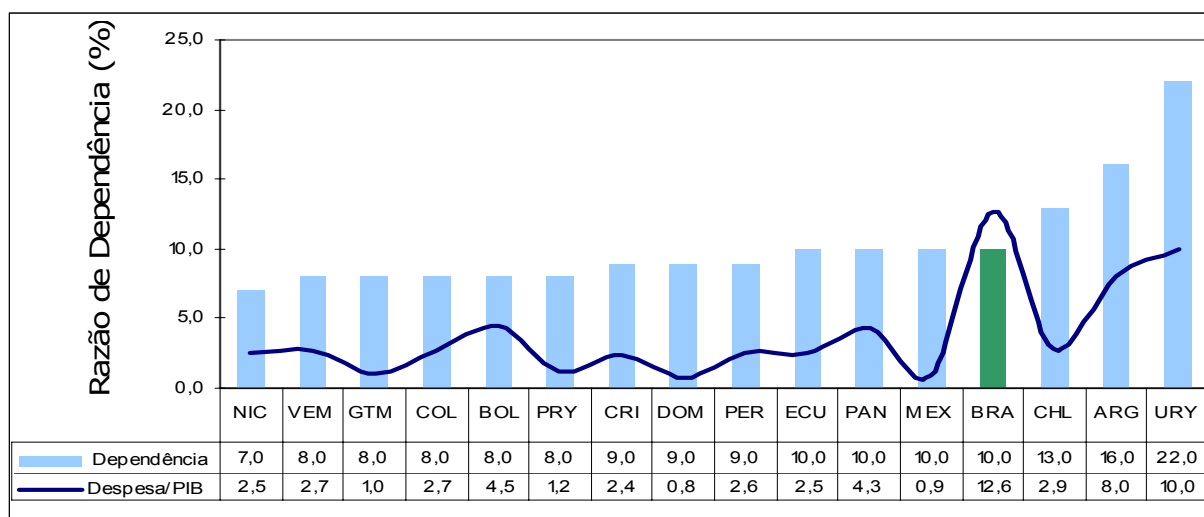 Razão de Dependência (%)
25,0
20,0
15,0
10,0
5,0
0,0
NIC VEM GTM COL BOL PRY CRI DOM PER ECU PAN MEX BRA CHL ARG URY
Dependência 7,0 8,0 8,0 8,0 8,0 8,0 9,0 9,0 9,0 10,0 10,0 10,0 10,0 13,0 16,0 22,0
Despesa/PIB 2,5 2,7 1,0 2,7 4,5 1,2 2,4 0,8 2,6 2,5 4,3 0,9 12,6 2,9 8,0 10,0